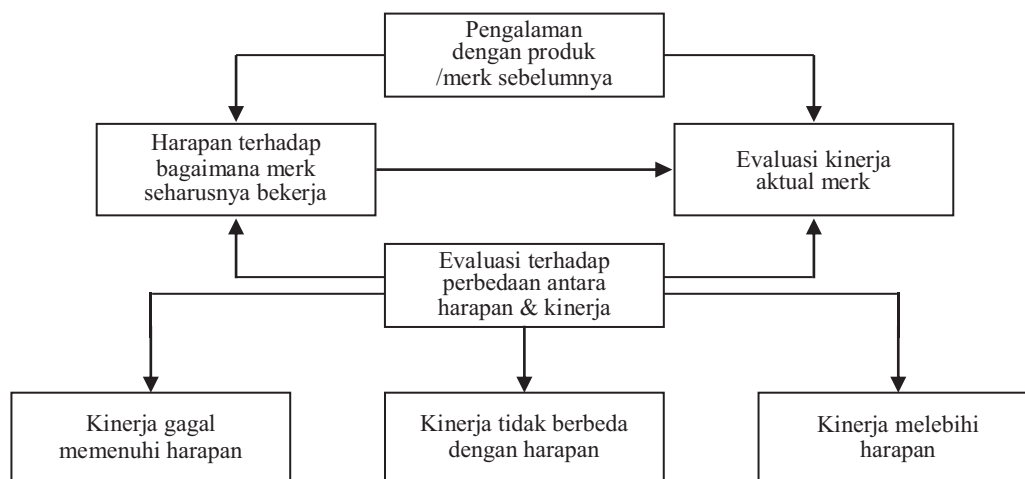 Pengalaman
dengan produk
/merk sebelumnya
Harapan terhadap
bagaimana merk
seharusnya bekerja
Evaluasi kinerja
aktual merk
Evaluasi terhadap
perbedaan antara
harapan & kinerja
Kinerja gagal
memenuhi harapan
Kinerja tidak berbeda
dengan harapan
Kinerja melebihi
harapan